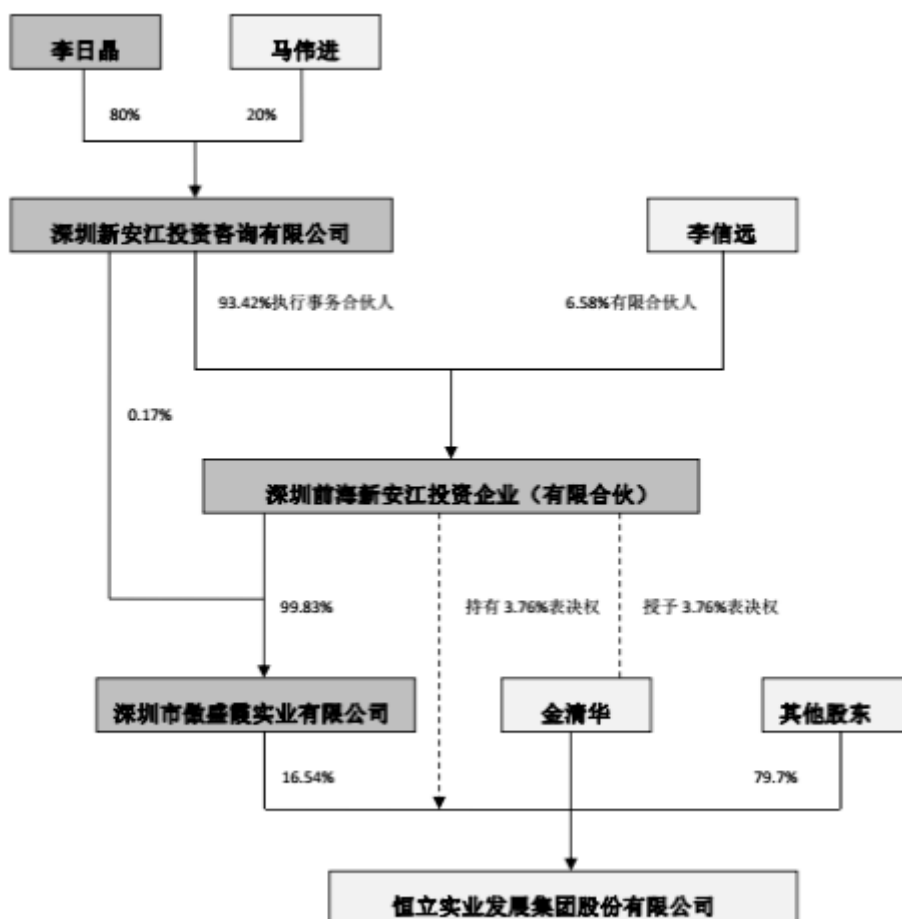 李日晶
马伟进
80%
20%
深圳新安江投资咨询有限公司
李信远
93.42%执行事务合伙人
6.58%有限合伙人
0.17%
深圳前海新安江投资企业（有限合伙）
99.83%
持有 3.76%表决权
授予 3.76%表决权
深圳市傲盛霞实业有限公司
金清华
其他股东
16.54%
79.7%
恒立实业发展集团股份有限公司